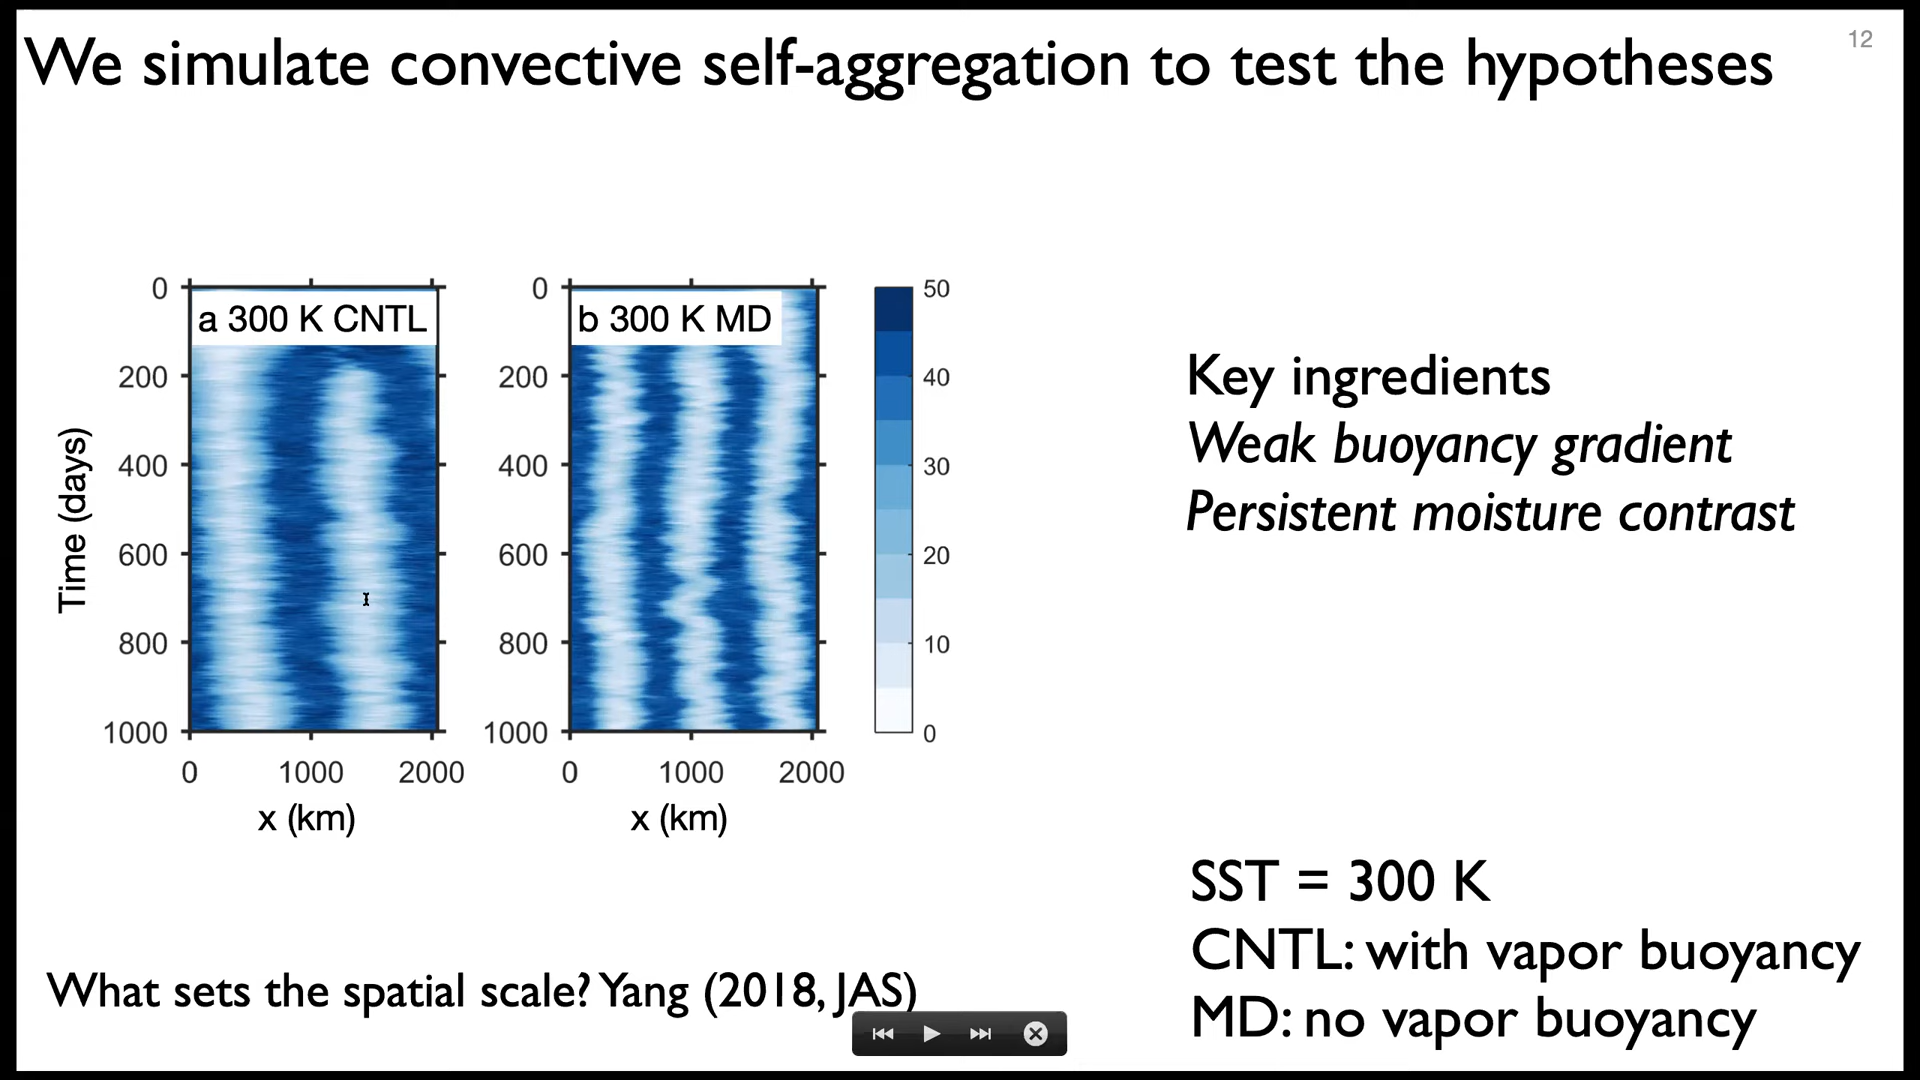 12
We simulate convective self-aggregation to test the hypotheses
a 300 K CNTL
b 300 K MD
0
200
400
600
800
1000
Time (days)
0
200
400
600
800
1000
0 1000 2000
x (km)
0 1000 2000
x (km)
50
40
30
20
10
0
Key ingredients
Weak buoyancy gradient
Persistent moisture contrast
SST = 300 K
CNTL: with vapor buoyancy
MD: no vapor buoyancy
What sets the spatial scale? Yang (2018, JAS)